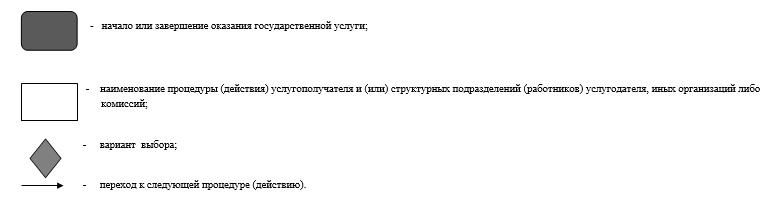 - начало или завершение оказания государственной услуги;
- наименование процедуры (действия) услугополучателя и (или) структурных подразделений (работников) услугодателя, иных организаций либо
комиссий;
- вариант выбора;
- переход к следующей процедуре (действию).